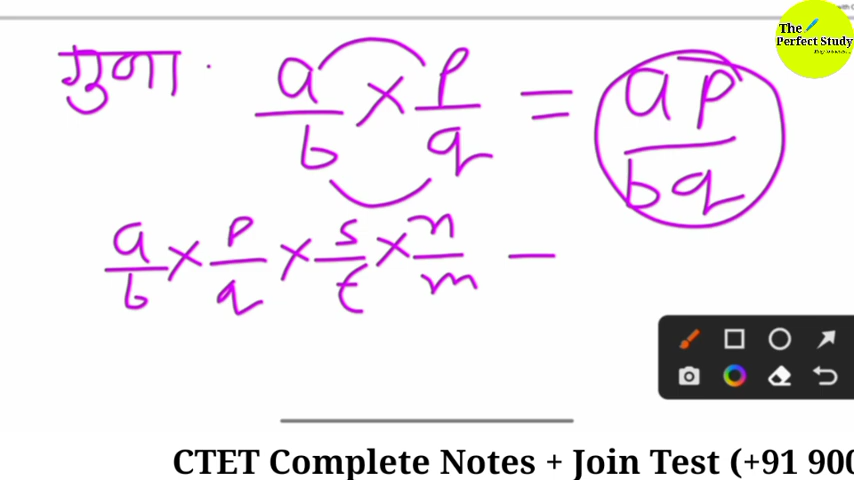 The
Perfect Study
गुना. a/b × p/q = ap/bq
a/b × p/q × s/t × n/m –
CTET Complete Notes + Join Test (+91 900